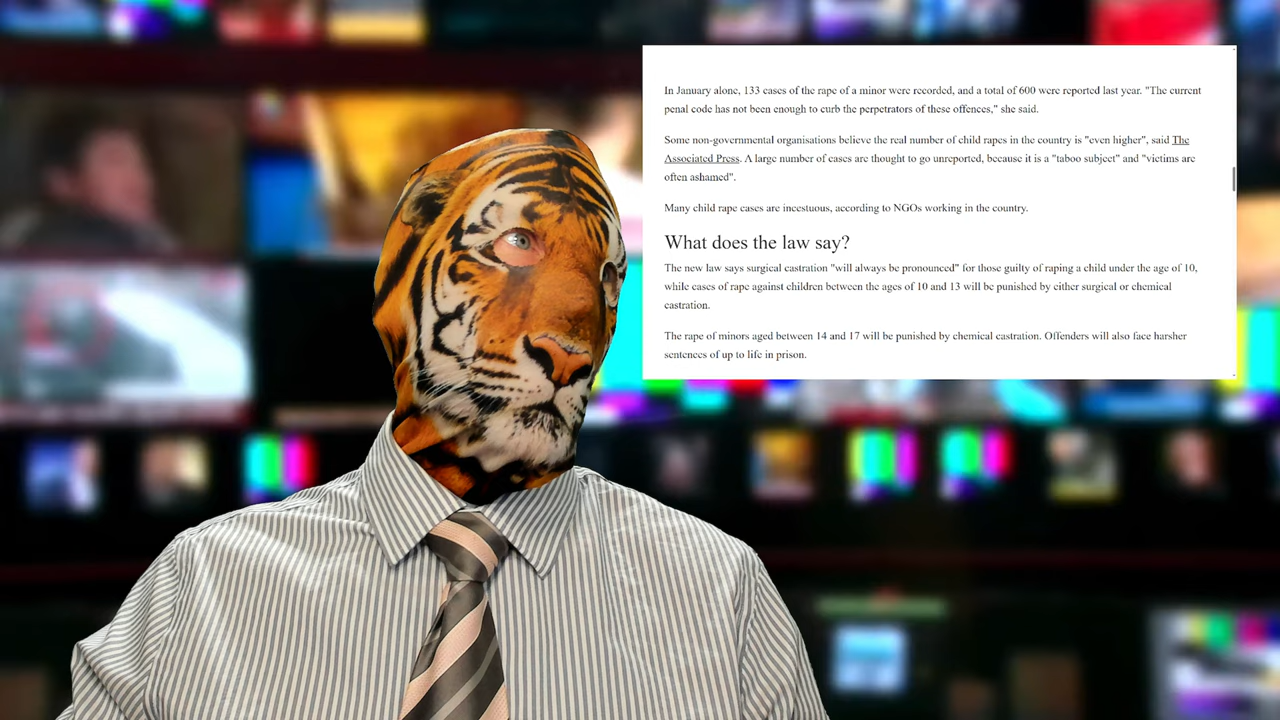 In January alone, 133 cases of the rape of a minor were recorded, and a total of 600 were reported last year. "The current
penal code has not been enough to curb the perpetrators of these offences," she said.
Some non-governmental organisations believe the real number of child rapes in the country is "even higher", said The
Associated Press. A large number of cases are thought to go unreported, because it is a "taboo subject" and "victims are
often ashamed".
Many child rape cases are incestuous, according to NGOs working in the country.
What does the law say?
The new law says surgical castration "will always be pronounced" for those guilty of raping a child under the age of 10,
while cases of rape against children between the ages of 10 and 13 will be punished by either surgical or chemical
castration.
The rape of minors aged between 14 and 17 will be punished by chemical castration. Offenders will also face harsher
sentences of up to life in prison.